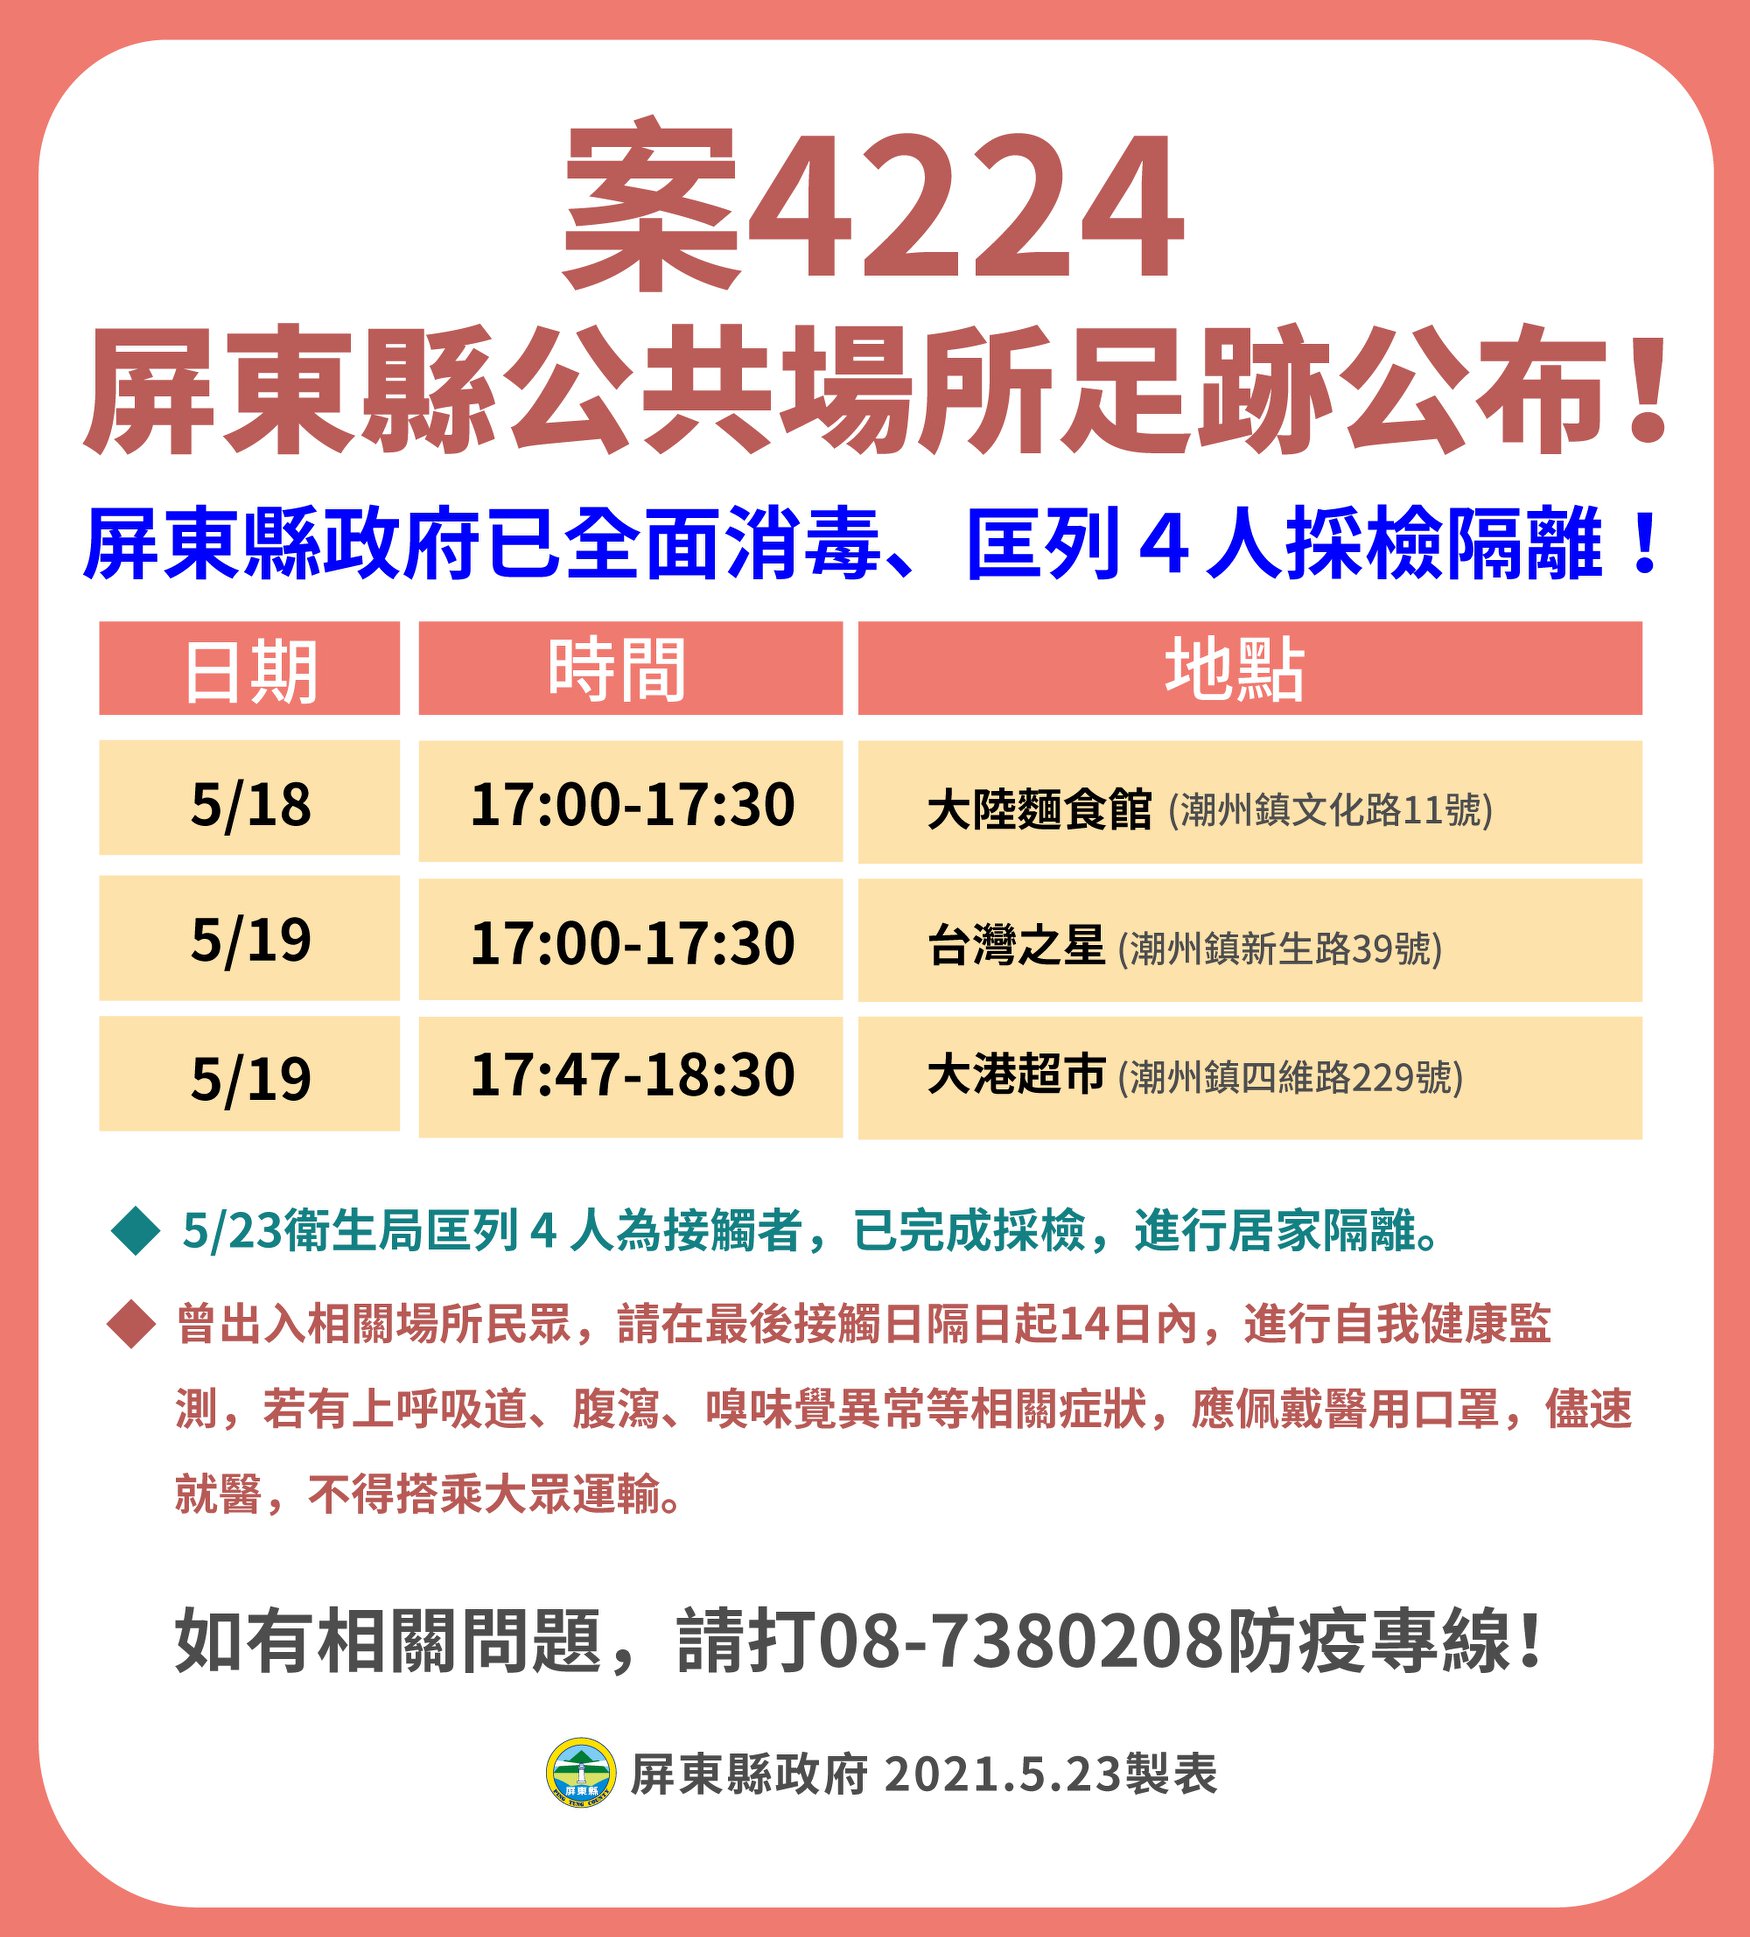 案4224
屏東縣公共場所足跡公布！
屏東縣政府已全面消毒、匡列４人採檢隔離！
日期 時間 地點
5/18 17:00-17:30 大陸麵食館 (潮州鎮文化路11號)
5/19 17:00-17:30 台灣之星 (潮州鎮新生路39號)
5/19 17:47-18:30 大港超市 (潮州鎮四維路229號)
◆ 5/23衛生局匡列 4 人為接觸者，已完成採檢，進行居家隔離。
◆ 曾出入相關場所民眾，請在最後接觸日隔日起14日內，進行自我健康監
測，若有上呼吸道、腹瀉、嗅味覺異常等相關症狀，應佩戴醫用口罩，儘速
就醫，不得搭乘大眾運輸。
如有相關問題，請打08-7380208防疫專線！
屏東縣
PING TUNG COUNTY
屏東縣政府 2021.5.23製表